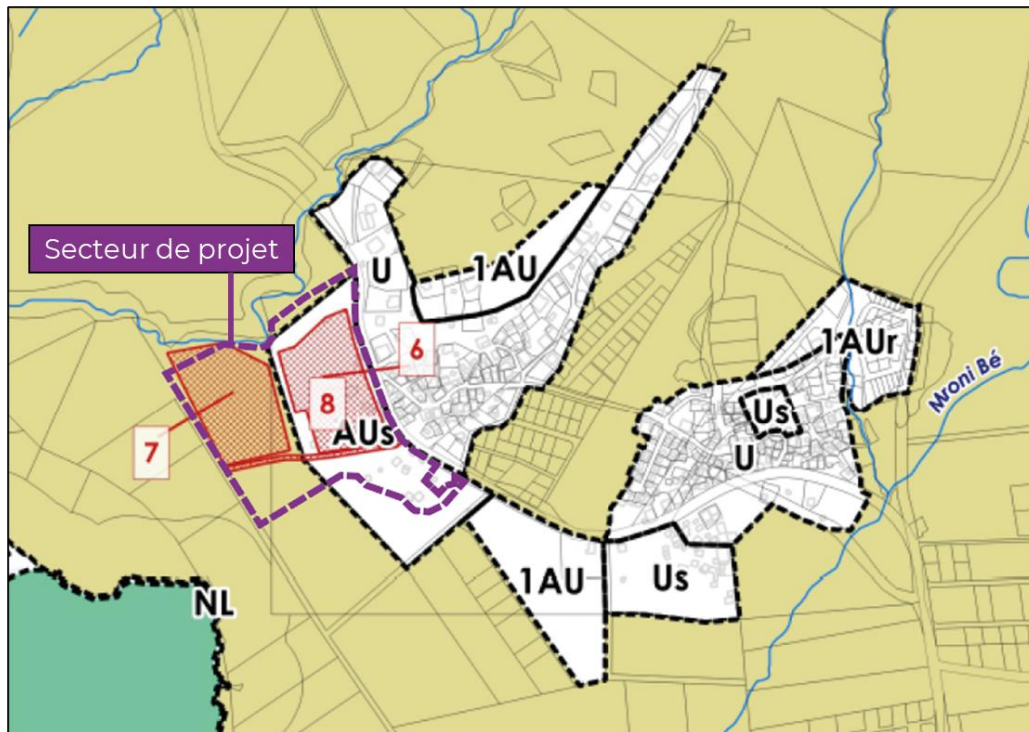 Secteur de projet
U
1AU
6
1AUr
Mroni Bé
8
AUs
7
Us
U
1AU
Us
NL